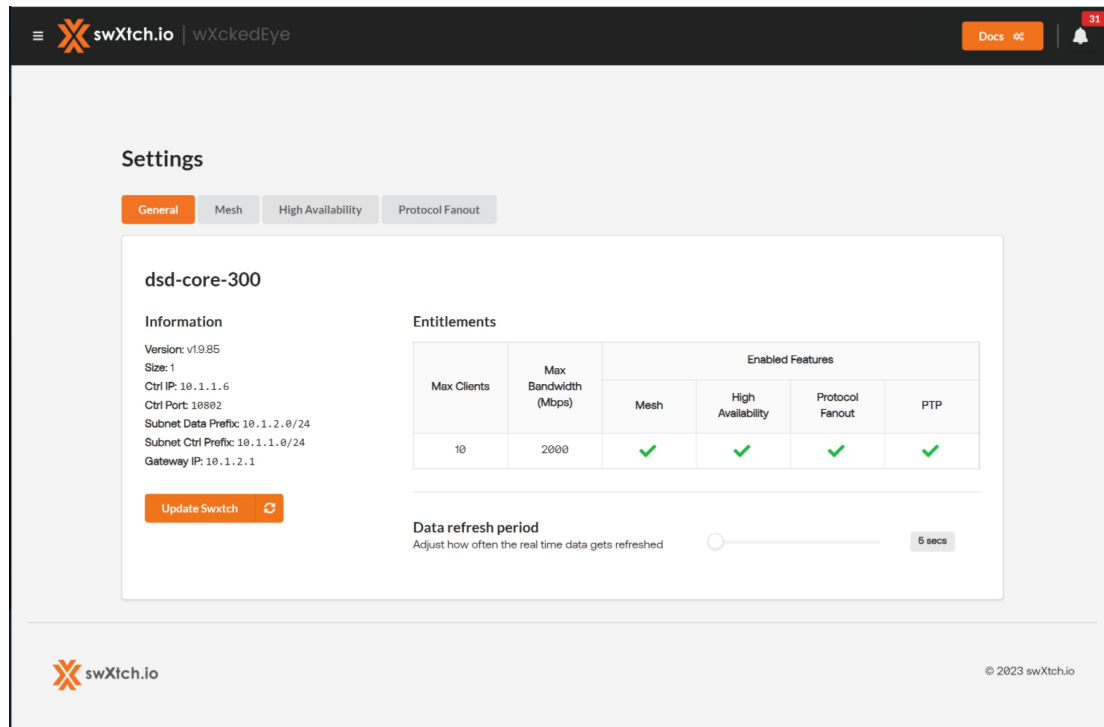 swXtch.io | wXckedEye
Docs
31
Settings
General
Mesh
High Availability
Protocol Fanout
dsd-core-300
Information
Version: v1.9.85
Size: 1
Ctrl IP: 10.1.1.6
Ctrl Port: 10802
Subnet Data Prefix: 10.1.2.0/24
Subnet Ctrl Prefix: 10.1.1.0/24
Gateway IP: 10.1.2.1
Update Swxtch
Entitlements
Max Clients
Max
Bandwidth
(Mbps)
Enabled Features
Mesh
High
Availability
Protocol
Fanout
PTP
10
2000
Data refresh period
Adjust how often the real time data gets refreshed
5 secs
swXtch.io
© 2023 swXtch.io